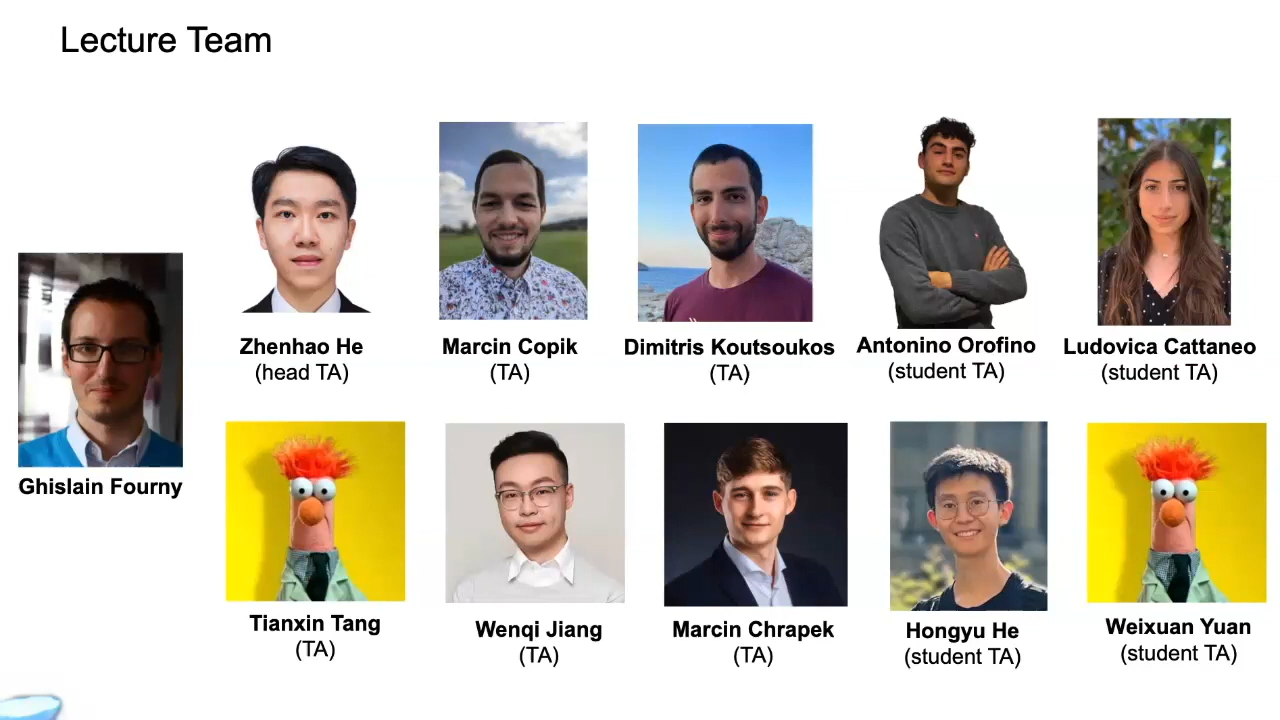 Lecture Team
Ghislain Fourny
Zhenhao He
(head TA)
Marcin Copik
(TA)
Dimitris Koutsoukos
(TA)
Antonino Orofino
(student TA)
Ludovica Cattaneo
(student TA)
Tianxin Tang
(TA)
Wenqi Jiang
(TA)
Marcin Chrapek
(TA)
Hongyu He
(student TA)
Weixuan Yuan
(student TA)